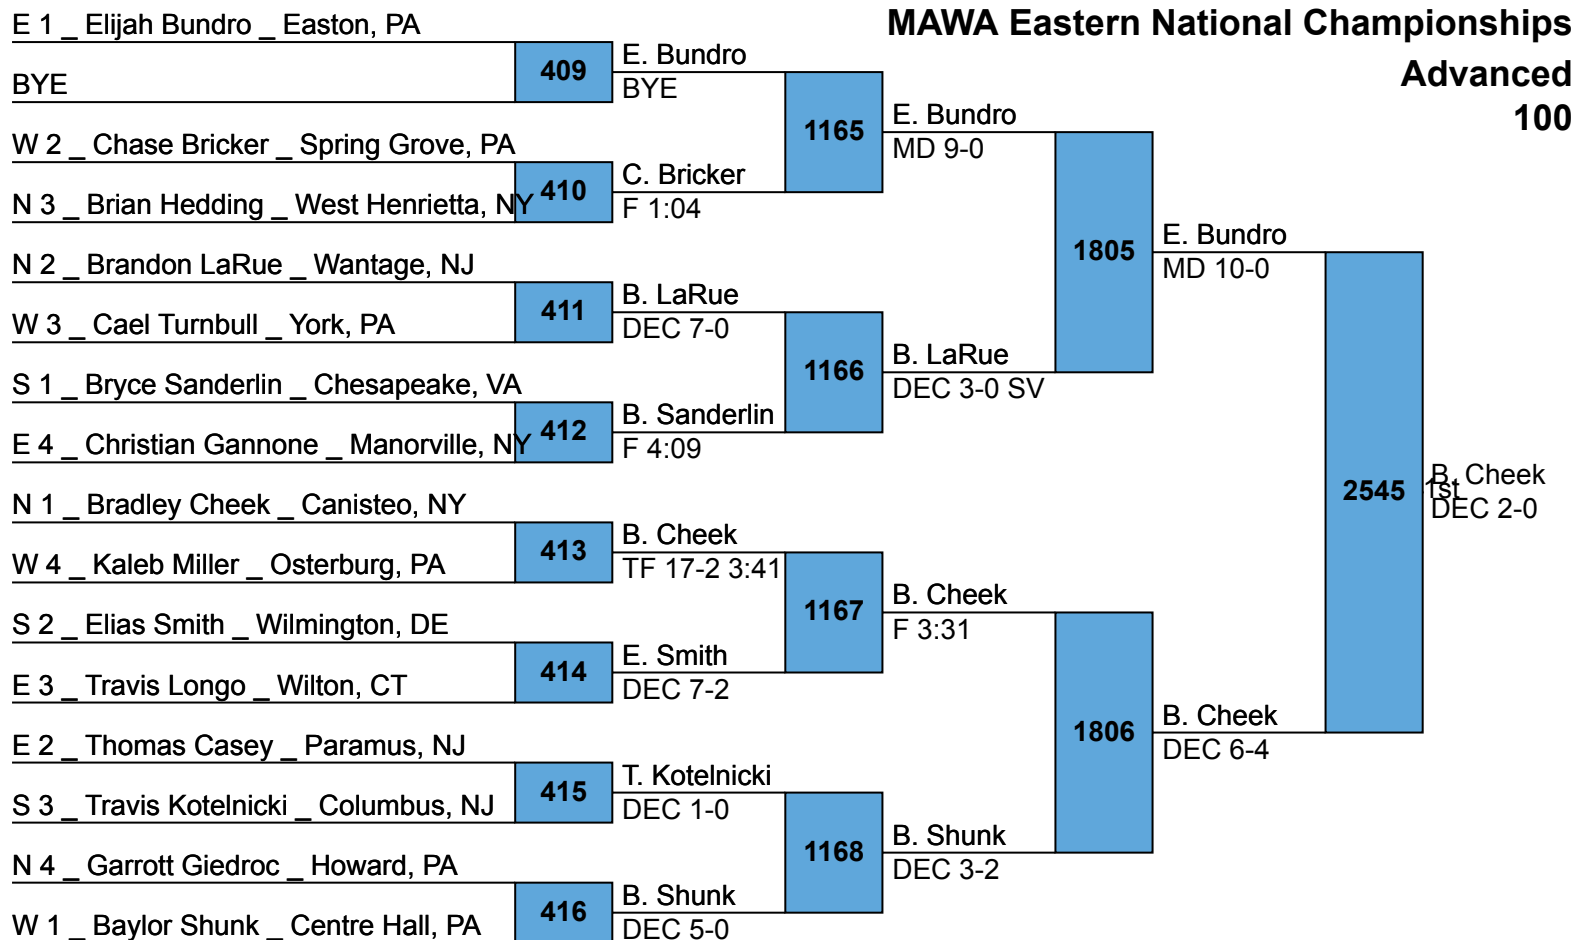 MAWA Eastern National Championships
Advanced
100
E 1 _ Elijah Bundro _ Easton, PA
BYE
W 2 _ Chase Bricker _ Spring Grove, PA
N 3 _ Brian Hedding _ West Henrietta, NY
N 2 _ Brandon LaRue _ Wantage, NJ
W 3 _ Cael Turnbull _ York, PA
S 1 _ Bryce Sanderlin _ Chesapeake, VA
E 4 _ Christian Gannone _ Manorville, NY
N 1 _ Bradley Cheek _ Canisteo, NY
W 4 _ Kaleb Miller _ Osterburg, PA
S 2 _ Elias Smith _ Wilmington, DE
E 3 _ Travis Longo _ Wilton, CT
E 2 _ Thomas Casey _ Paramus, NJ
S 3 _ Travis Kotelnicki _ Columbus, NJ
N 4 _ Garrott Giedroc _ Howard, PA
W 1 _ Baylor Shunk _ Centre Hall, PA
409
410
411
412
413
414
415
416
E. Bundro
BYE
C. Bricker
F 1:04
B. LaRue
DEC 7-0
B. Sanderlin
F 4:09
B. Cheek
TF 17-2 3:41
E. Smith
DEC 7-2
T. Kotelnicki
DEC 1-0
B. Shunk
DEC 5-0
1165
1166
1167
1168
E. Bundro
MD 9-0
B. LaRue
DEC 3-0 SV
B. Cheek
F 3:31
B. Shunk
DEC 3-2
1805
1806
E. Bundro
MD 10-0
B. Cheek
DEC 6-4
2545
B. Cheek
1st
DEC 2-0